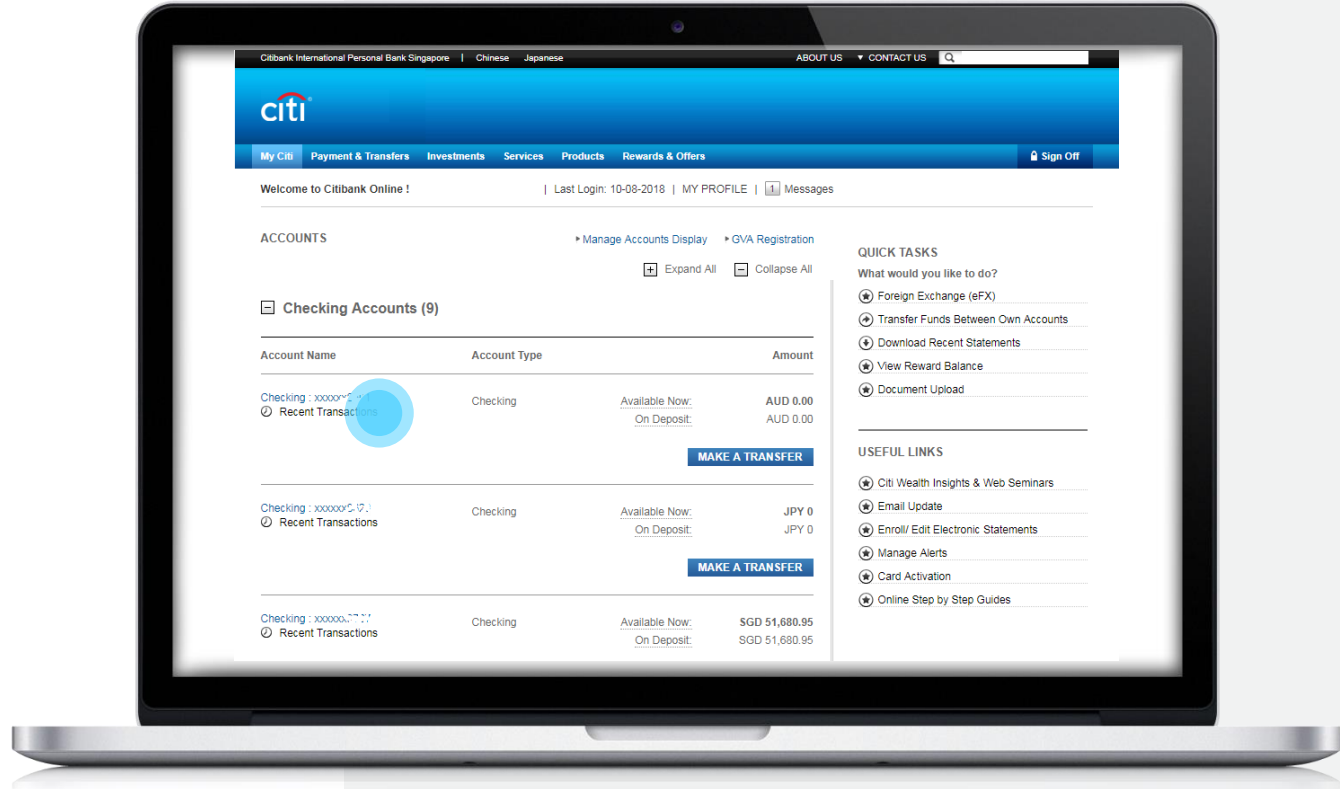 Citibank International Personal Bank Singapore | Chinese Japanese ABOUT US ▼ CONTACT US
citi
My Citi Payment & Transfers Investments Services Products Rewards & Offers Sign Off
Welcome to Citibank Online ! | Last Login: 10-08-2018 | MY PROFILE | 1 Messages
ACCOUNTS Manage Accounts Display GVA Registration
Expand All Collapse All
Checking Accounts (9)
Account Name Account Type Amount
Checking : Checking Available Now: AUD 0.00
Recent Transactions On Deposit: AUD 0.00
MAKE A TRANSFER
Checking : Checking Available Now: JPY 0
Recent Transactions On Deposit: JPY 0
MAKE A TRANSFER
Checking : Checking Available Now: SGD 51,680.95
Recent Transactions On Deposit: SGD 51,680.95
QUICK TASKS
What would you like to do?
Foreign Exchange (eFX)
Transfer Funds Between Own Accounts
Download Recent Statements
View Reward Balance
Document Upload
USEFUL LINKS
Citi Wealth Insights & Web Seminars
Email Update
Enroll/ Edit Electronic Statements
Manage Alerts
Card Activation
Online Step by Step Guides